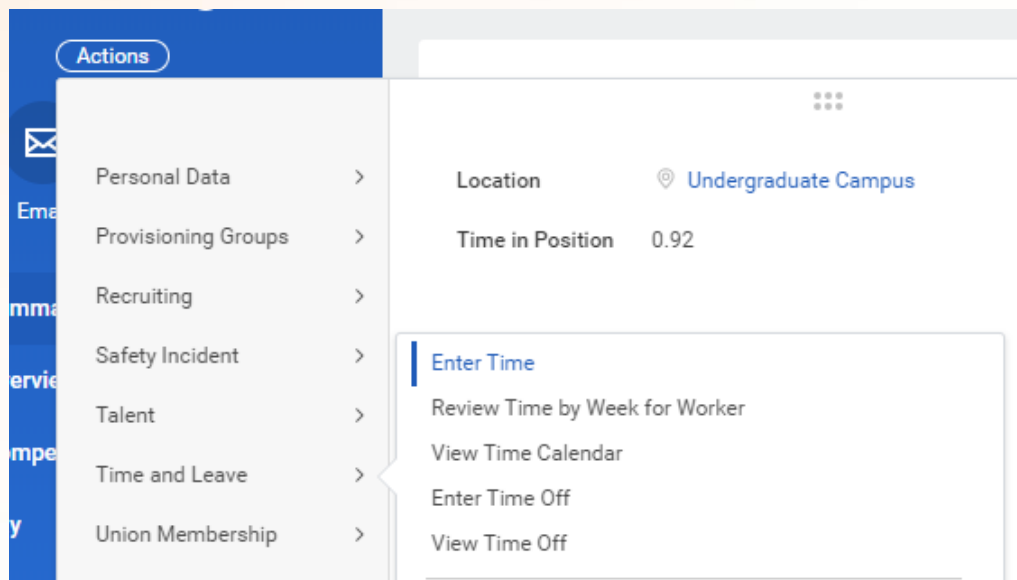 Actions
Personal Data
Provisioning Groups
Recruiting
Safety Incident
Talent
Time and Leave
Union Membership
Location
Undergraduate Campus
Time in Position
0.92
Enter Time
Review Time by Week for Worker
View Time Calendar
Enter Time Off
View Time Off